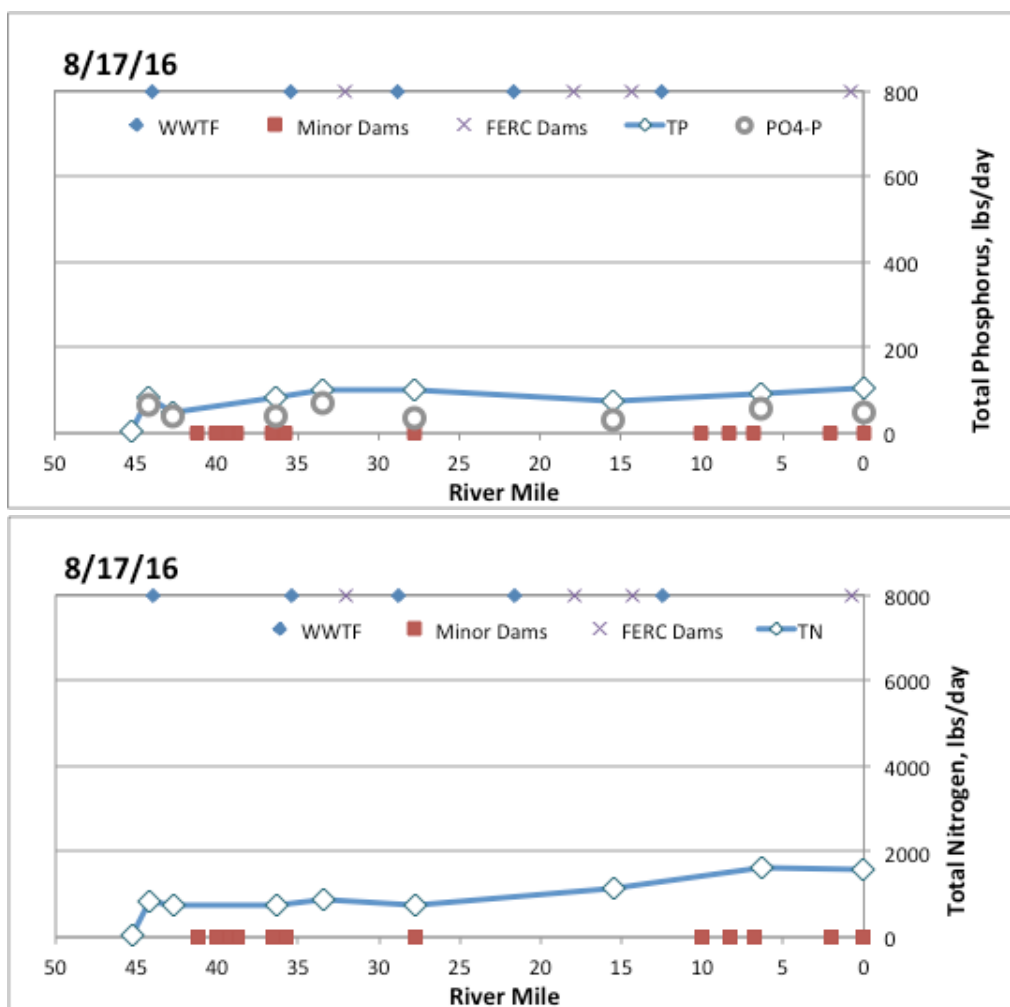 8/17/16
WWTF Minor Dams FERC Dams TP PO4-P
800
600
400
200
0
Total Phosphorus, lbs/day
50 45 40 35 30 25 20 15 10 5 0
River Mile
8/17/16
WWTF Minor Dams FERC Dams TN
8000
6000
4000
2000
0
Total Nitrogen, lbs/day
50 45 40 35 30 25 20 15 10 5 0
River Mile